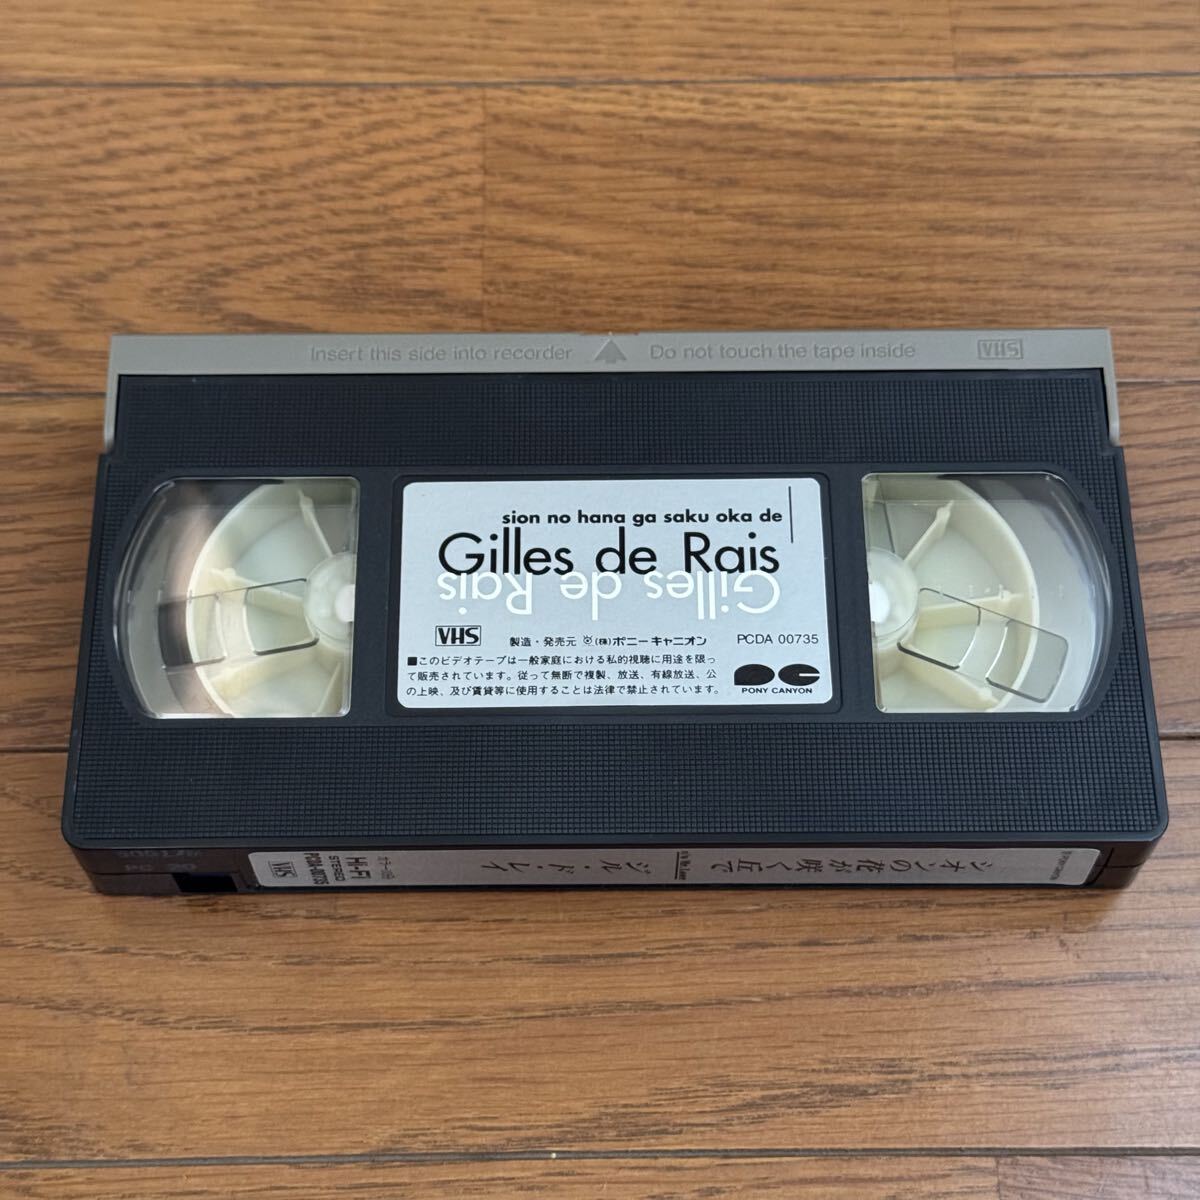 Insert this side into recorder Do not touch the tape inside VHS
sion no hana ga saku oka de
Gilles de Rais
Gilles de Rais
VHS 製造・発売元 (株)ポニーキャニオン PCDA 00735
■このビデオテープは一般家庭における私的視聴に用途を限っ
て販売されています。従って無断で複製、放送、有線放送、公
の上映、及び賃貸等に使用することは法律で禁止されています。
PONY CANYON
シオンの花が咲く丘で
ジル・ド・レイ
Hi-Fi
STEREO
PCDA-00735
VHS